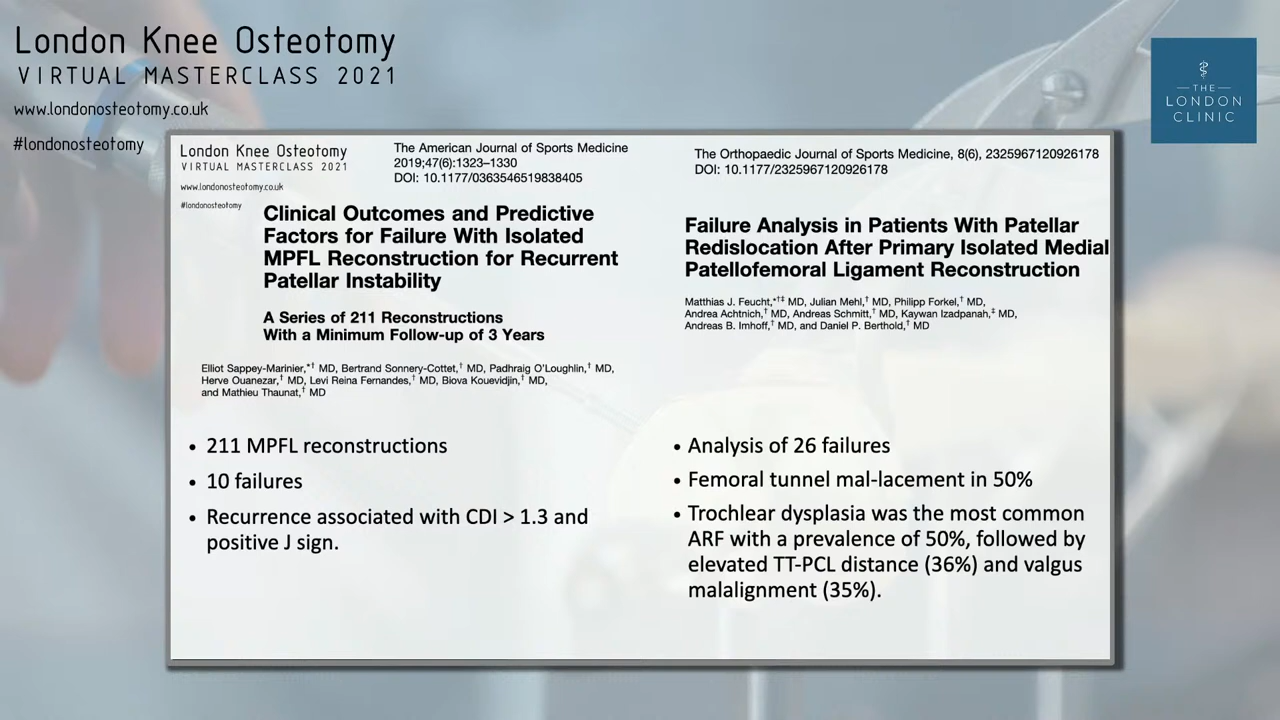 London Knee Osteotomy
VIRTUAL MASTERCLASS 2021
www.londonosteotomy.co.uk
#londonosteotomy
THE
LONDON
CLINIC
London Knee Osteotomy
VIRTUAL MASTERCLASS 2021
www.londonosteotomy.co.uk
#londonosteotomy
The American Journal of Sports Medicine
2019;47(6):1323–1330
DOI: 10.1177/0363546519838405
Clinical Outcomes and Predictive
Factors for Failure With Isolated
MPFL Reconstruction for Recurrent
Patellar Instability
A Series of 211 Reconstructions
With a Minimum Follow-up of 3 Years
Elliot Sappey-Marinier,*† MD, Bertrand Sonnery-Cottet,† MD, Padhraig O'Loughlin,† MD,
Herve Ouanezar,† MD, Levi Reina Fernandes,† MD, Biova Kouevidjin,† MD,
and Mathieu Thaunat,† MD
• 211 MPFL reconstructions
• 10 failures
• Recurrence associated with CDI > 1.3 and
positive J sign.
The Orthopaedic Journal of Sports Medicine, 8(6), 2325967120926178
DOI: 10.1177/2325967120926178
Failure Analysis in Patients With Patellar
Redislocation After Primary Isolated Medial
Patellofemoral Ligament Reconstruction
Matthias J. Feucht,*†‡ MD, Julian Mehl,† MD, Philipp Forkel,† MD,
Andrea Achtnich,† MD, Andreas Schmitt,† MD, Kaywan Izadpanah,‡ MD,
Andreas B. Imhoff,† MD, and Daniel P. Berthold,† MD
• Analysis of 26 failures
• Femoral tunnel mal-lacement in 50%
• Trochlear dysplasia was the most common
ARF with a prevalence of 50%, followed by
elevated TT-PCL distance (36%) and valgus
malalignment (35%).